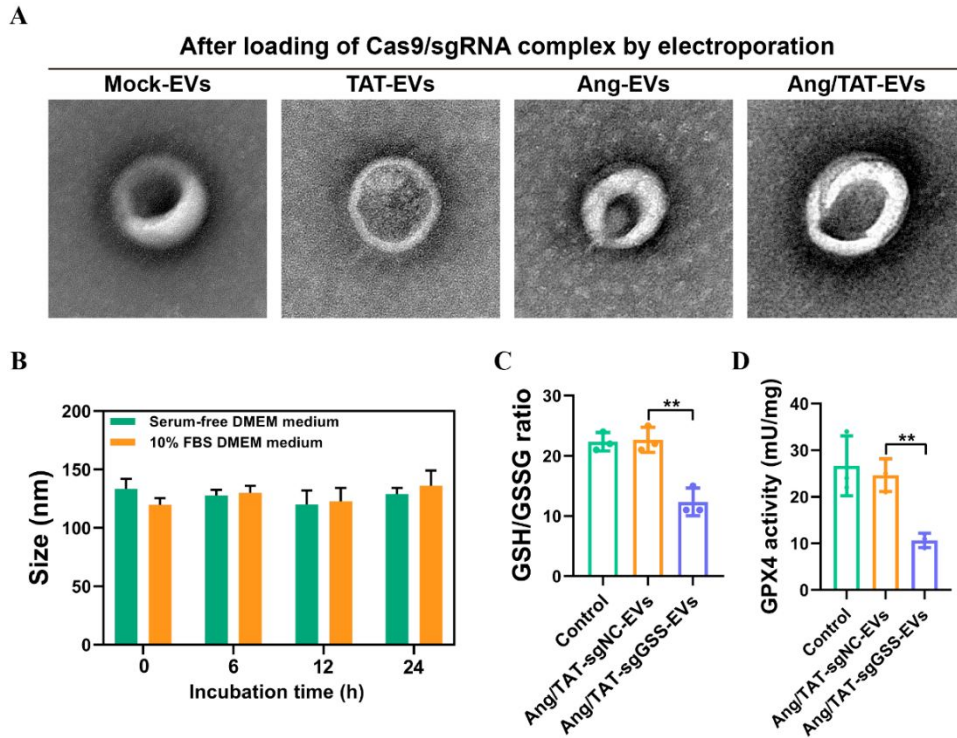 A
After loading of Cas9/sgRNA complex by electroporation
Mock-EVs
TAT-EVs
Ang-EVs
Ang/TAT-EVs
B
Size (nm)
200
150
100
50
0
Serum-free DMEM medium
10% FBS DMEM medium
0
6
12
24
Incubation time (h)
C
GSH/GSSG ratio
30
20
10
0
**
Control
Ang/TAT-sgNC-EVs
Ang/TAT-sgGSS-EVs
D
GPX4 activity (mU/mg)
40
30
20
10
0
**
Control
Ang/TAT-sgNC-EVs
Ang/TAT-sgGSS-EVs